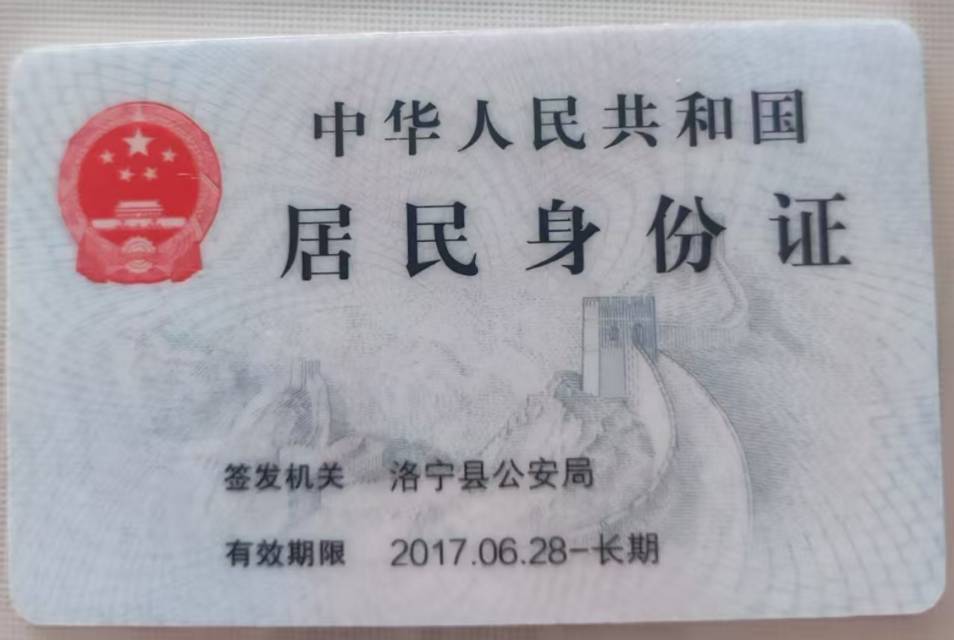 中华人民共和国
居民身份证
签发机关 洛宁县公安局
有效期限 2017.06.28-长期